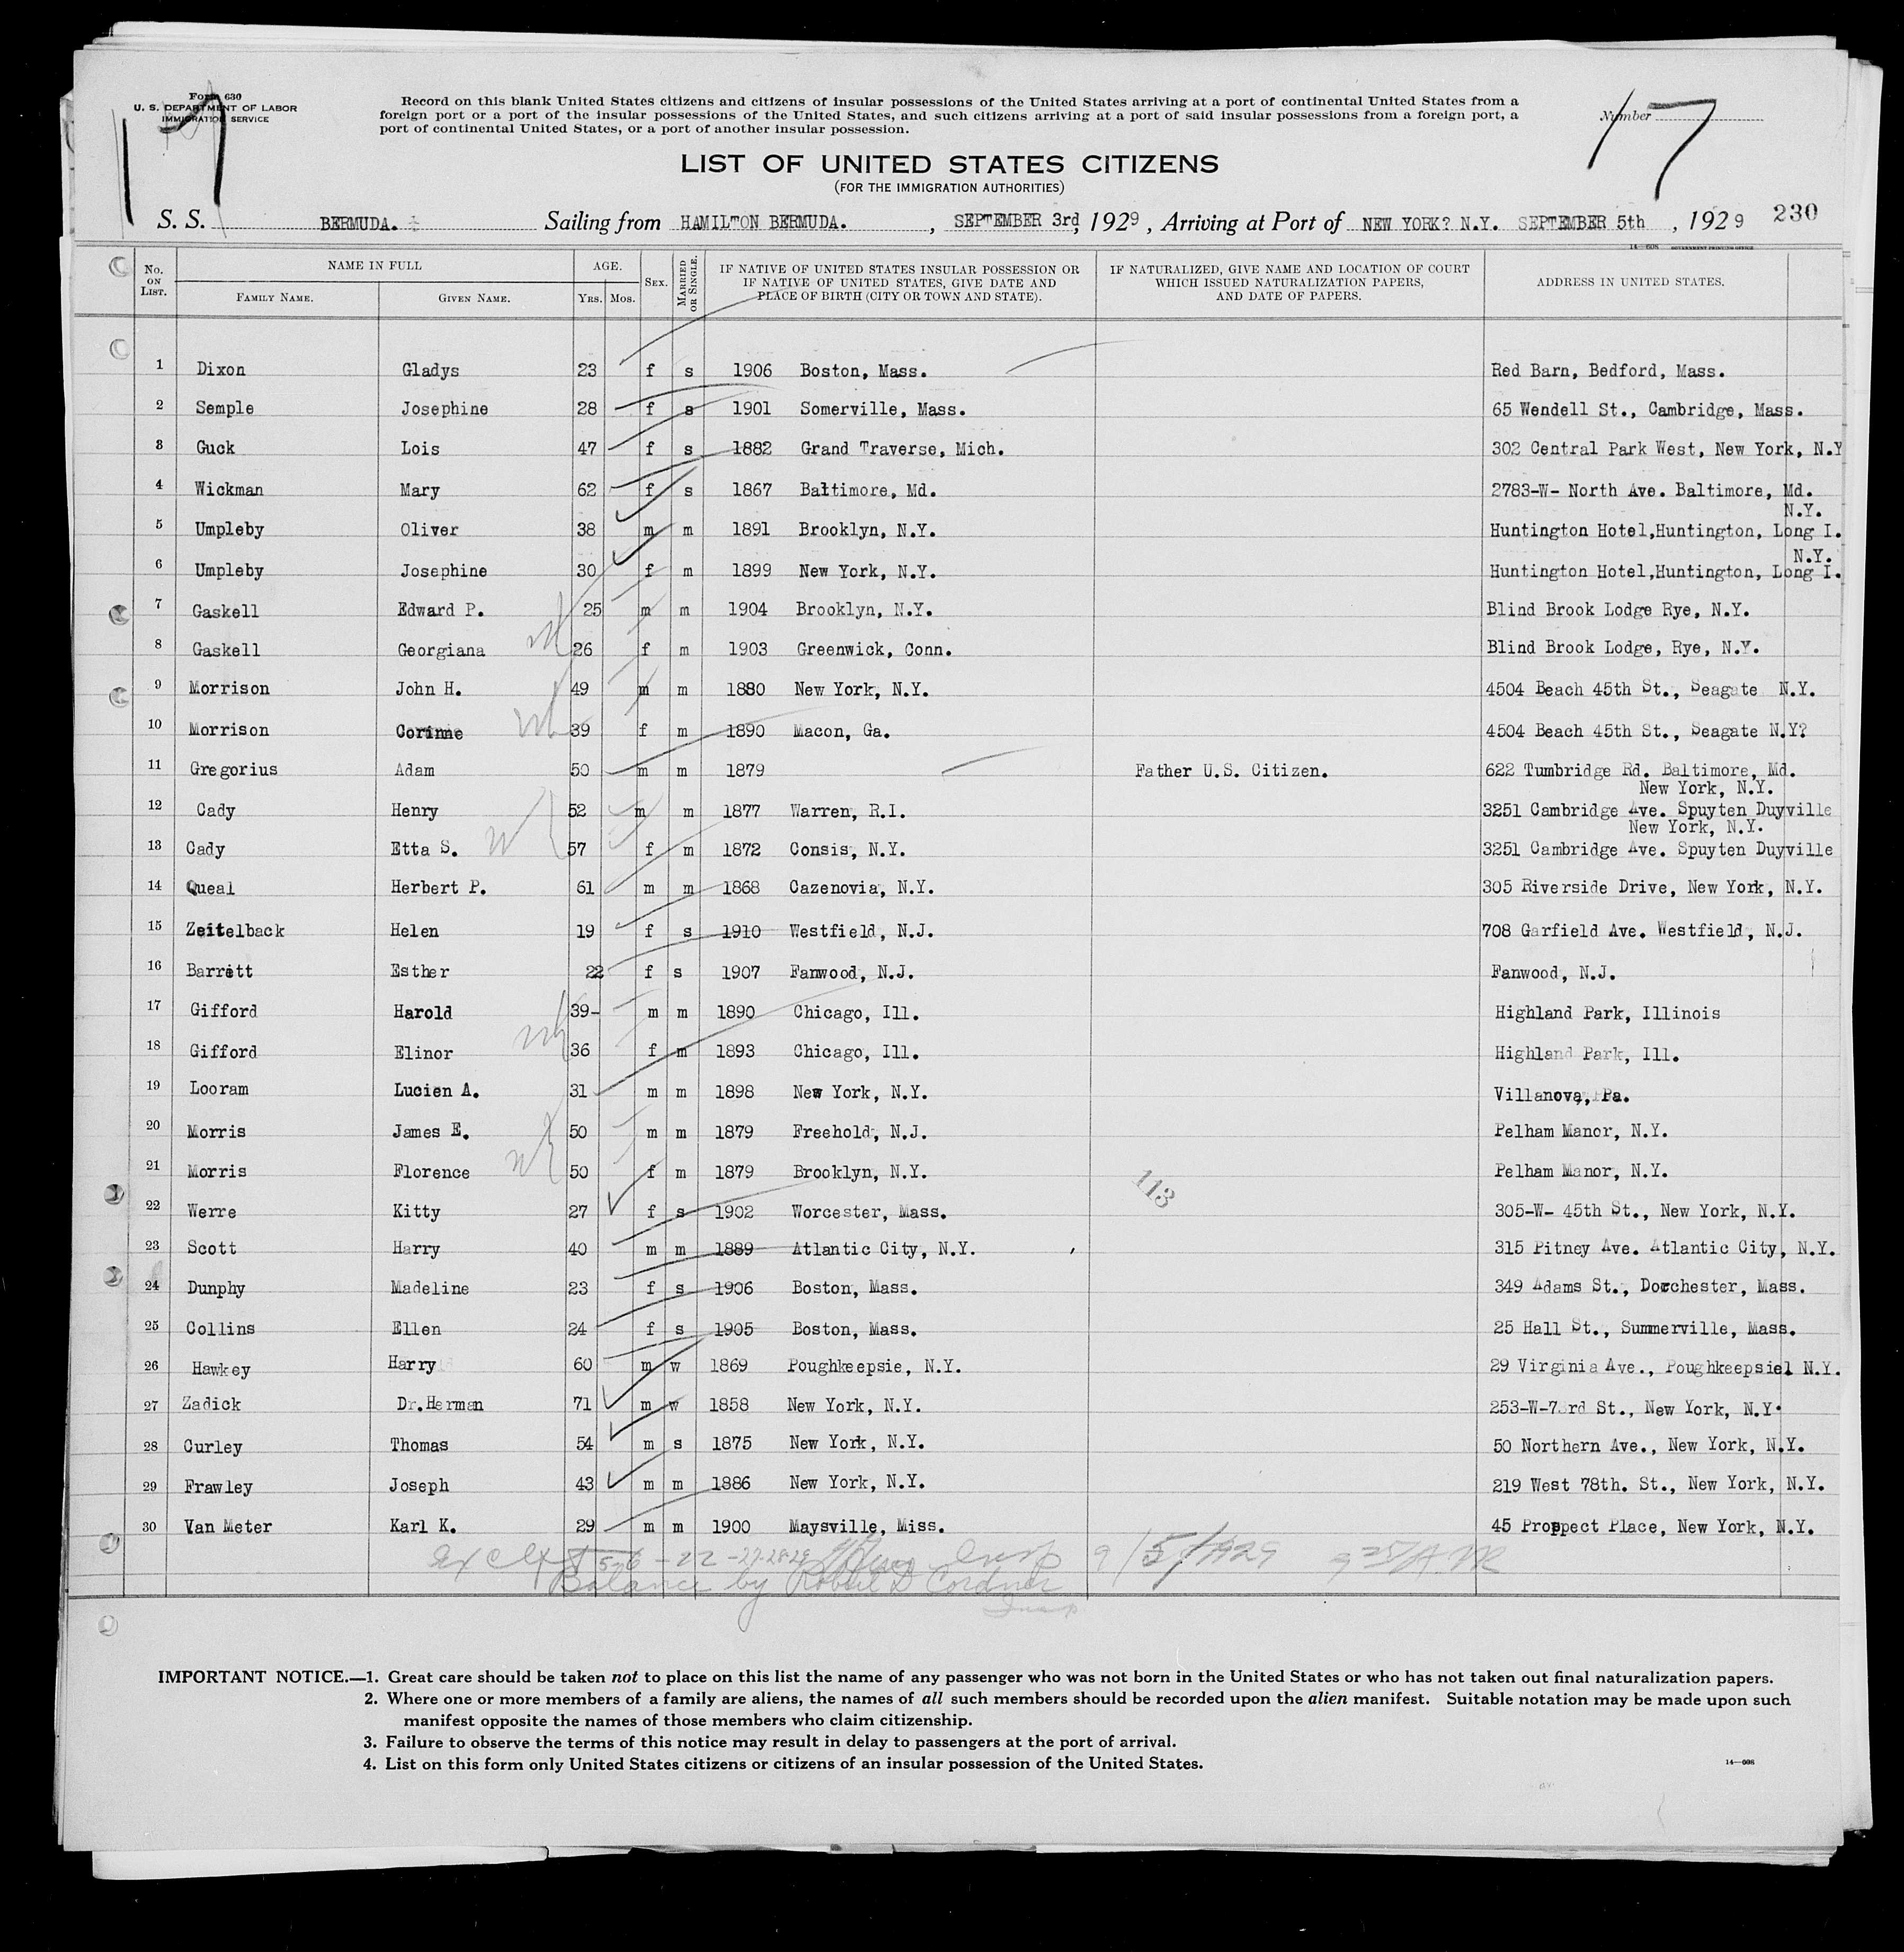 Form 630
U. S. DEPARTMENT OF LABOR
IMMIGRATION SERVICE
Record on this blank United States citizens and citizens of insular possessions of the United States arriving at a port of continental United States from a
foreign port or a port of the insular possessions of the United States, and such citizens arriving at a port of said insular possessions from a foreign port, a
port of continental United States, or a port of another insular possession.
Number
17
17
LIST OF UNITED STATES CITIZENS
(FOR THE IMMIGRATION AUTHORITIES)
S. S. BERMUDA. Sailing from HAMILTON BERMUDA. , SEPTEMBER 3rd, 1929, Arriving at Port of NEW YORK? N.Y. SEPTEMBER 5th , 1929 230
14—608 GOVERNMENT PRINTING OFFICE
No. ON LIST. NAME IN FULL FAMILY NAME. GIVEN NAME. AGE. YRS. MOS. SEX. MARRIED OR SINGLE. IF NATIVE OF UNITED STATES INSULAR POSSESSION OR IF NATIVE OF UNITED STATES, GIVE DATE AND PLACE OF BIRTH (CITY OR TOWN AND STATE). IF NATURALIZED, GIVE NAME AND LOCATION OF COURT WHICH ISSUED NATURALIZATION PAPERS, AND DATE OF PAPERS. ADDRESS IN UNITED STATES.
1 Dixon Gladys 23 f s 1906 Boston, Mass. Red Barn, Bedford, Mass.
2 Semple Josephine 28 f s 1901 Somerville, Mass. 65 Wendell St., Cambridge, Mass.
3 Guck Lois 47 f s 1882 Grand Traverse, Mich. 302 Central Park West, New York, N.Y
4 Wickman Mary 62 f s 1867 Baltimore, Md. 2783-W- North Ave. Baltimore, Md.
N.Y.
5 Umpleby Oliver 38 m m 1891 Brooklyn, N.Y. Huntington Hotel,Huntington, Long I.
N.Y.
6 Umpleby Josephine 30 f m 1899 New York, N.Y. Huntington Hotel,Huntington, Long I.
7 Gaskell Edward P. 25 m m 1904 Brooklyn, N.Y. Blind Brook Lodge Rye, N.Y.
8 Gaskell Georgiana 26 f m 1903 Greenwick, Conn. Blind Brook Lodge, Rye, N.Y.
9 Morrison John H. 49 m m 1880 New York, N.Y. 4504 Beach 45th St., Seagate N.Y.
10 Morrison Corinne 39 f m 1890 Macon, Ga. 4504 Beach 45th St., Seagate N.Y?
11 Gregorius Adam 50 m m 1879 Father U.S. Citizen. 622 Tumbridge Rd. Baltimore, Md.
New York, N.Y.
12 Cady Henry 52 m m 1877 Warren, R.I. 3251 Cambridge Ave. Spuyten Duyville
New York, N.Y.
13 Cady Etta S. 57 f m 1872 Consis, N.Y. 3251 Cambridge Ave. Spuyten Duyville
14 Queal Herbert P. 61 m m 1868 Cazenovia, N.Y. 305 Riverside Drive, New York, N.Y.
15 Zeitelback Helen 19 f s 1910 Westfield, N.J. 708 Garfield Ave. Westfield, N.J.
16 Barrett Esther 22 f s 1907 Fanwood, N.J. Fanwood, N.J.
17 Gifford Harold 39- m m 1890 Chicago, Ill. Highland Park, Illinois
18 Gifford Elinor 36 f m 1893 Chicago, Ill. Highland Park, Ill.
19 Looram Lucien A. 31 m m 1898 New York, N.Y. Villanova, Pa.
20 Morris James E. 50 m m 1879 Freehold, N.J. Pelham Manor, N.Y.
21 Morris Florence 50 f m 1879 Brooklyn, N.Y. Pelham Manor, N.Y.
113
22 Werre Kitty 27 f s 1902 Worcester, Mass. 305-W- 45th St., New York, N.Y.
23 Scott Harry 40 m m 1889 Atlantic City, N.Y. 315 Pitney Ave. Atlantic City, N.Y.
24 Dunphy Madeline 23 f s 1906 Boston, Mass. 349 Adams St., Dorchester, Mass.
25 Collins Ellen 24 f s 1905 Boston, Mass. 25 Hall St., Summerville, Mass.
26 Hawkey Harry 60 m w 1869 Poughkeepsie, N.Y. 29 Virginia Ave., Poughkeepsiel N.Y.
27 Zadick Dr.Herman 71 m w 1858 New York, N.Y. 253-W-73rd St., New York, N.Y.
28 Curley Thomas 54 m s 1875 New York, N.Y. 50 Northern Ave., New York, N.Y.
29 Frawley Joseph 43 m m 1886 New York, N.Y. 219 West 78th. St., New York, N.Y.
30 Van Meter Karl K. 29 m m 1900 Maysville, Miss. 45 Prospect Place, New York, N.Y.
5-6-22-27-28-29 Insp 9/5/1929 9 35 A.M
Balance by Robert D Cordner
Insp
IMPORTANT NOTICE.—1. Great care should be taken not to place on this list the name of any passenger who was not born in the United States or who has not taken out final naturalization papers.
2. Where one or more members of a family are aliens, the names of all such members should be recorded upon the alien manifest. Suitable notation may be made upon such
manifest opposite the names of those members who claim citizenship.
3. Failure to observe the terms of this notice may result in delay to passengers at the port of arrival.
4. List on this form only United States citizens or citizens of an insular possession of the United States.
14—608